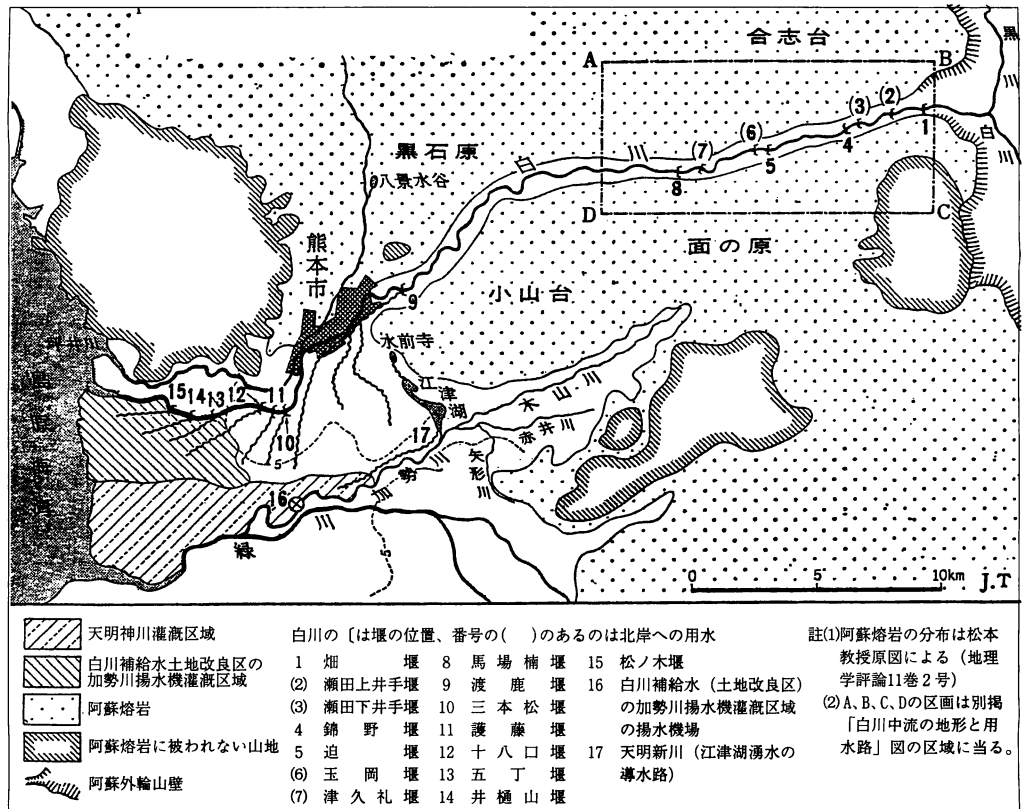 合志台
A
B
黒
川
(3)
(2)
1
4
白川
(6)
5
(7)
8
白川
D
C
黒石原
八景水谷
熊本市
面の原
小山台
9
水前寺
江津湖
木山川
赤井川
矢形川
加勢川
緑川
15
14
13
12
11
10
17
16
5
5
0 5 10km
J.T
天明神川灌漑区域
白川補給水土地改良区の
加勢川揚水機灌漑区域
阿蘇熔岩
阿蘇熔岩に被われない山地
阿蘇外輪山壁
白川の〔は堰の位置、番号の( )のあるのは北岸への用水
1 畑堰
(2) 瀬田上井手堰
(3) 瀬田下井手堰
4 錦野堰
5 迫堰
(6) 玉岡堰
(7) 津久礼堰
8 馬場楠堰
9 渡鹿堰
10 三本松堰
11 護藤堰
12 十八口堰
13 五丁堰
14 井樋山堰
15 松ノ木堰
16 白川補給水(土地改良区)
の加勢川揚水機灌漑区域
の揚水機場
17 天明新川(江津湖湧水の
導水路)
註(1)阿蘇熔岩の分布は松本
教授原図による(地理
学評論11巻2号)
(2)A、B、C、Dの区画は別掲
「白川中流の地形と用
水路」図の区域に当る。